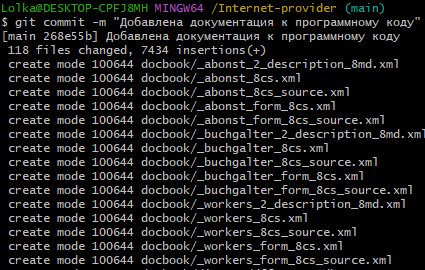 Lolka@DESKTOP-CPFJ8MH MINGW64 /Internet-provider (main)
$ git commit -m "Добавлена документация к программному коду"
[main 268e55b] Добавлена документация к программному коду
 118 files changed, 7434 insertions(+)
 create mode 100644 docbook/_abonst_2_description_8md.xml
 create mode 100644 docbook/_abonst_8cs.xml
 create mode 100644 docbook/_abonst_8cs_source.xml
 create mode 100644 docbook/_abonst_form_8cs.xml
 create mode 100644 docbook/_abonst_form_8cs_source.xml
 create mode 100644 docbook/_buchgalter_2_description_8md.xml
 create mode 100644 docbook/_buchgalter_8cs.xml
 create mode 100644 docbook/_buchgalter_8cs_source.xml
 create mode 100644 docbook/_buchgalter_form_8cs.xml
 create mode 100644 docbook/_buchgalter_form_8cs_source.xml
 create mode 100644 docbook/_workers_2_description_8md.xml
 create mode 100644 docbook/_workers_8cs.xml
 create mode 100644 docbook/_workers_8cs_source.xml
 create mode 100644 docbook/_workers_form_8cs.xml
 create mode 100644 docbook/_workers_form_8cs_source.xml